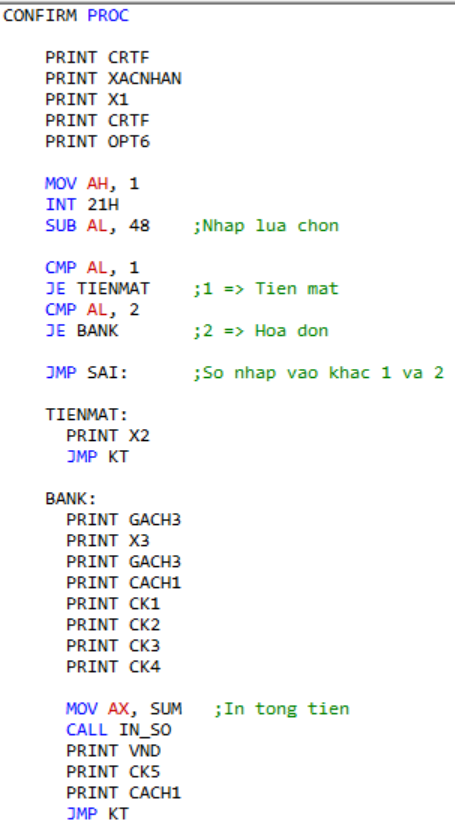 CONFIRM PROC
PRINT CRTF
PRINT XACNHAN
PRINT X1
PRINT CRTF
PRINT OPT6
MOV AH, 1
INT 21H
SUB AL, 48 ;Nhap lua chon
CMP AL, 1
JE TIENMAT ;1 => Tien mat
CMP AL, 2
JE BANK ;2 => Hoa don
JMP SAI: ;So nhap vao khac 1 va 2
TIENMAT:
PRINT X2
JMP KT
BANK:
PRINT GACH3
PRINT X3
PRINT GACH3
PRINT CACH1
PRINT CK1
PRINT CK2
PRINT CK3
PRINT CK4
MOV AX, SUM ;In tong tien
CALL IN_SO
PRINT VND
PRINT CK5
PRINT CACH1
JMP KT